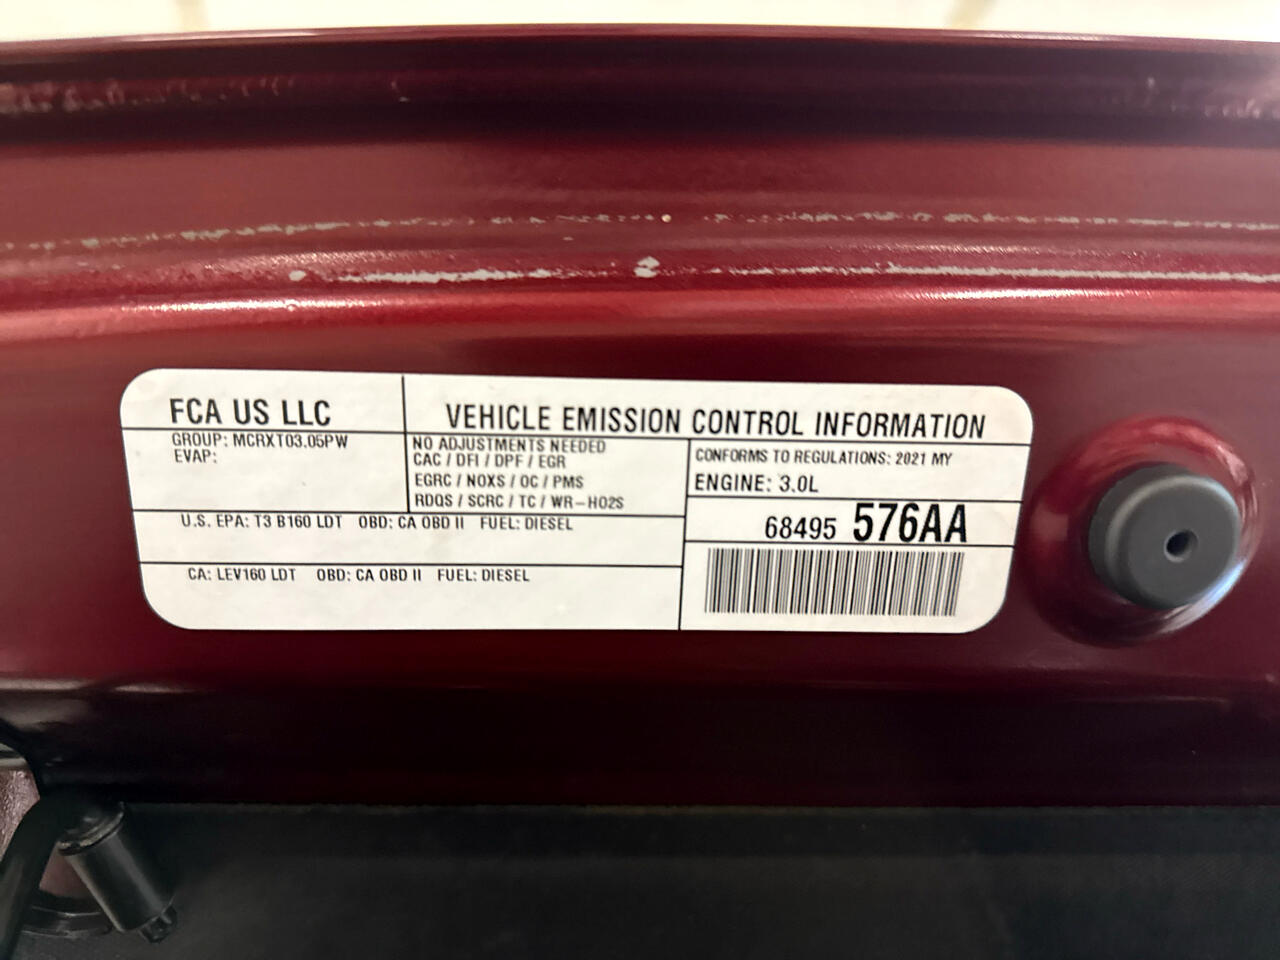 FCA US LLC
VEHICLE EMISSION CONTROL INFORMATION
GROUP: MCRXT03.05PW
EVAP:
NO ADJUSTMENTS NEEDED
CAC / DFI / DPF / EGR
EGRC / NOXS / OC / PMS
RDQS / SCRC / TC / WR-HO2S
CONFORMS TO REGULATIONS: 2021 MY
ENGINE: 3.0L
68495 576AA
U.S. EPA: T3 B160 LDT OBD: CA OBD II FUEL: DIESEL
CA: LEV160 LDT OBD: CA OBD II FUEL: DIESEL